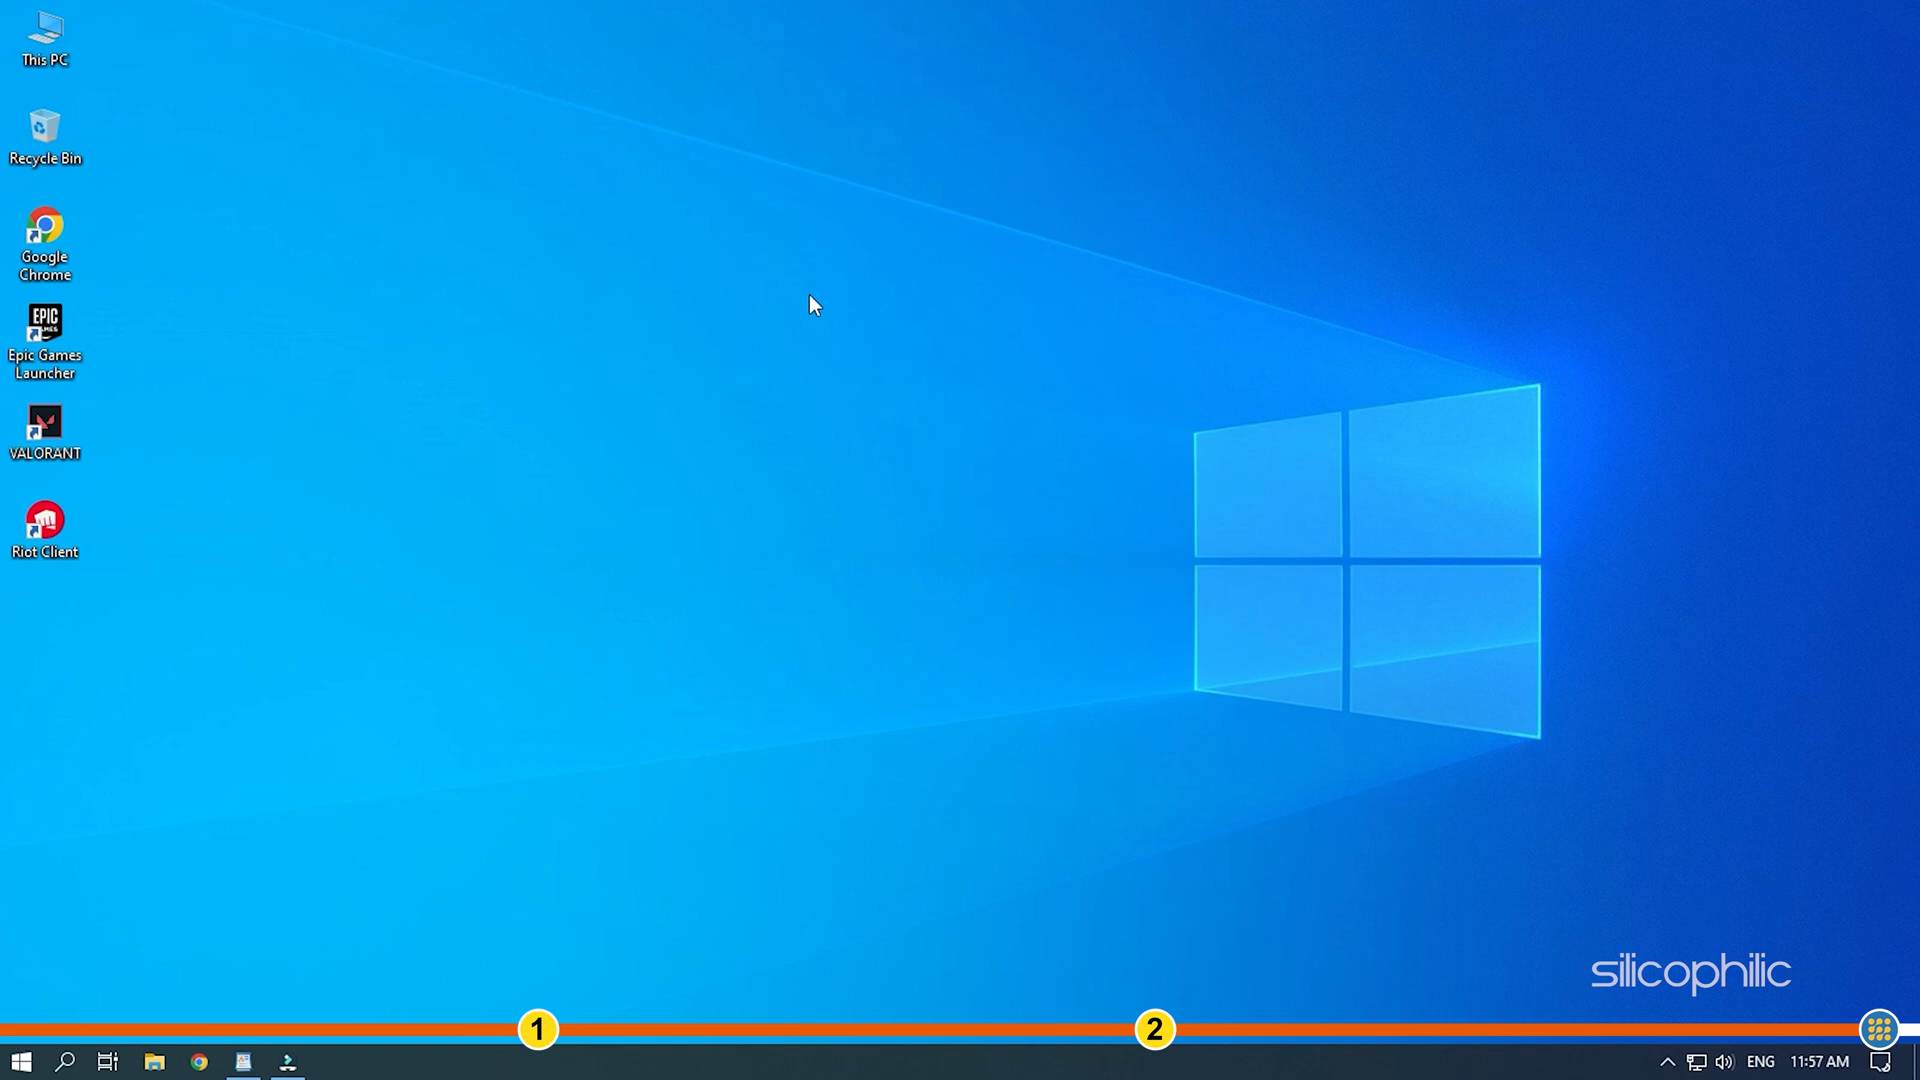 This PC
Recycle Bin
Google
Chrome
EPIC
GAMES
Epic Games
Launcher
VALORANT
Riot Client
silicophilic
1
2
ENG
11:57 AM